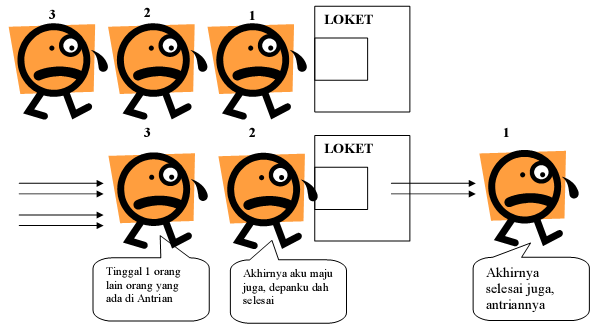 3 2 1
LOKET
3 2 1
LOKET
Tinggal 1 orang
lain orang yang
ada di Antrian
Akhirnya aku maju
juga, depanku dah
selesai
Akhirnya
selesai juga,
antriannya